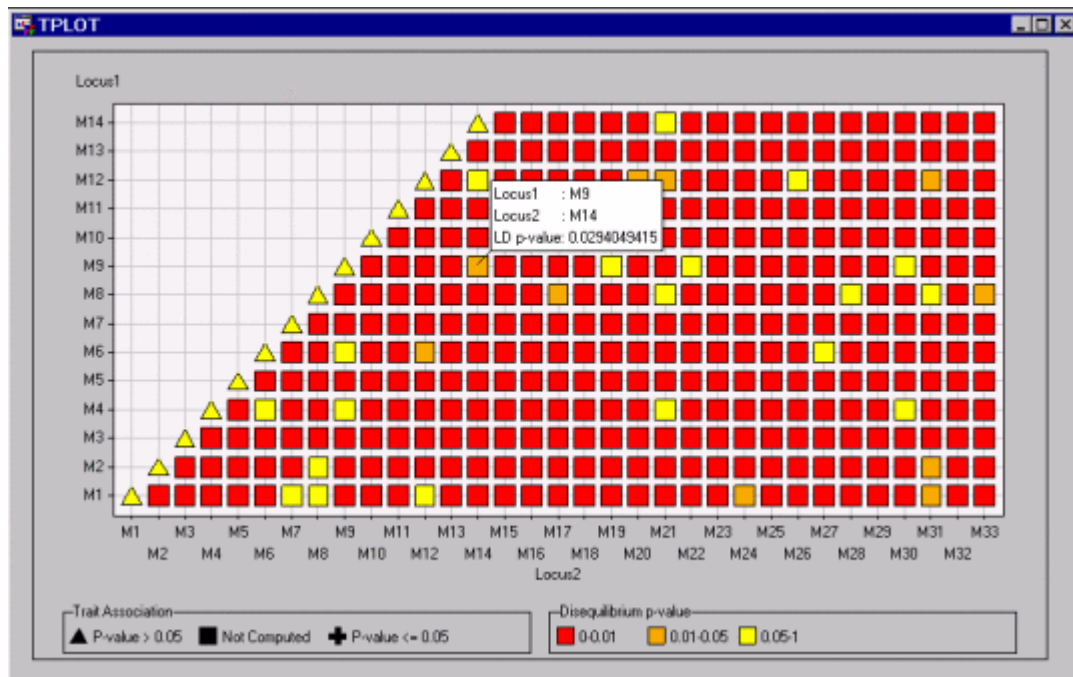 TPLOT
Locus1
M14
M13
M12
M11
M10
M9
M8
M7
M6
M5
M4
M3
M2
M1
Locus1 : M9
Locus2 : M14
LD p-value: 0.0294049415
M1 M3 M5 M7 M9 M11 M13 M15 M17 M19 M21 M23 M25 M27 M29 M31 M33
M2 M4 M6 M8 M10 M12 M14 M16 M18 M20 M22 M24 M26 M28 M30 M32
Locus2
Trait Association
P-value > 0.05 Not Computed P-value <= 0.05
Disequilibrium p-value
0-0.01 0.01-0.05 0.05-1